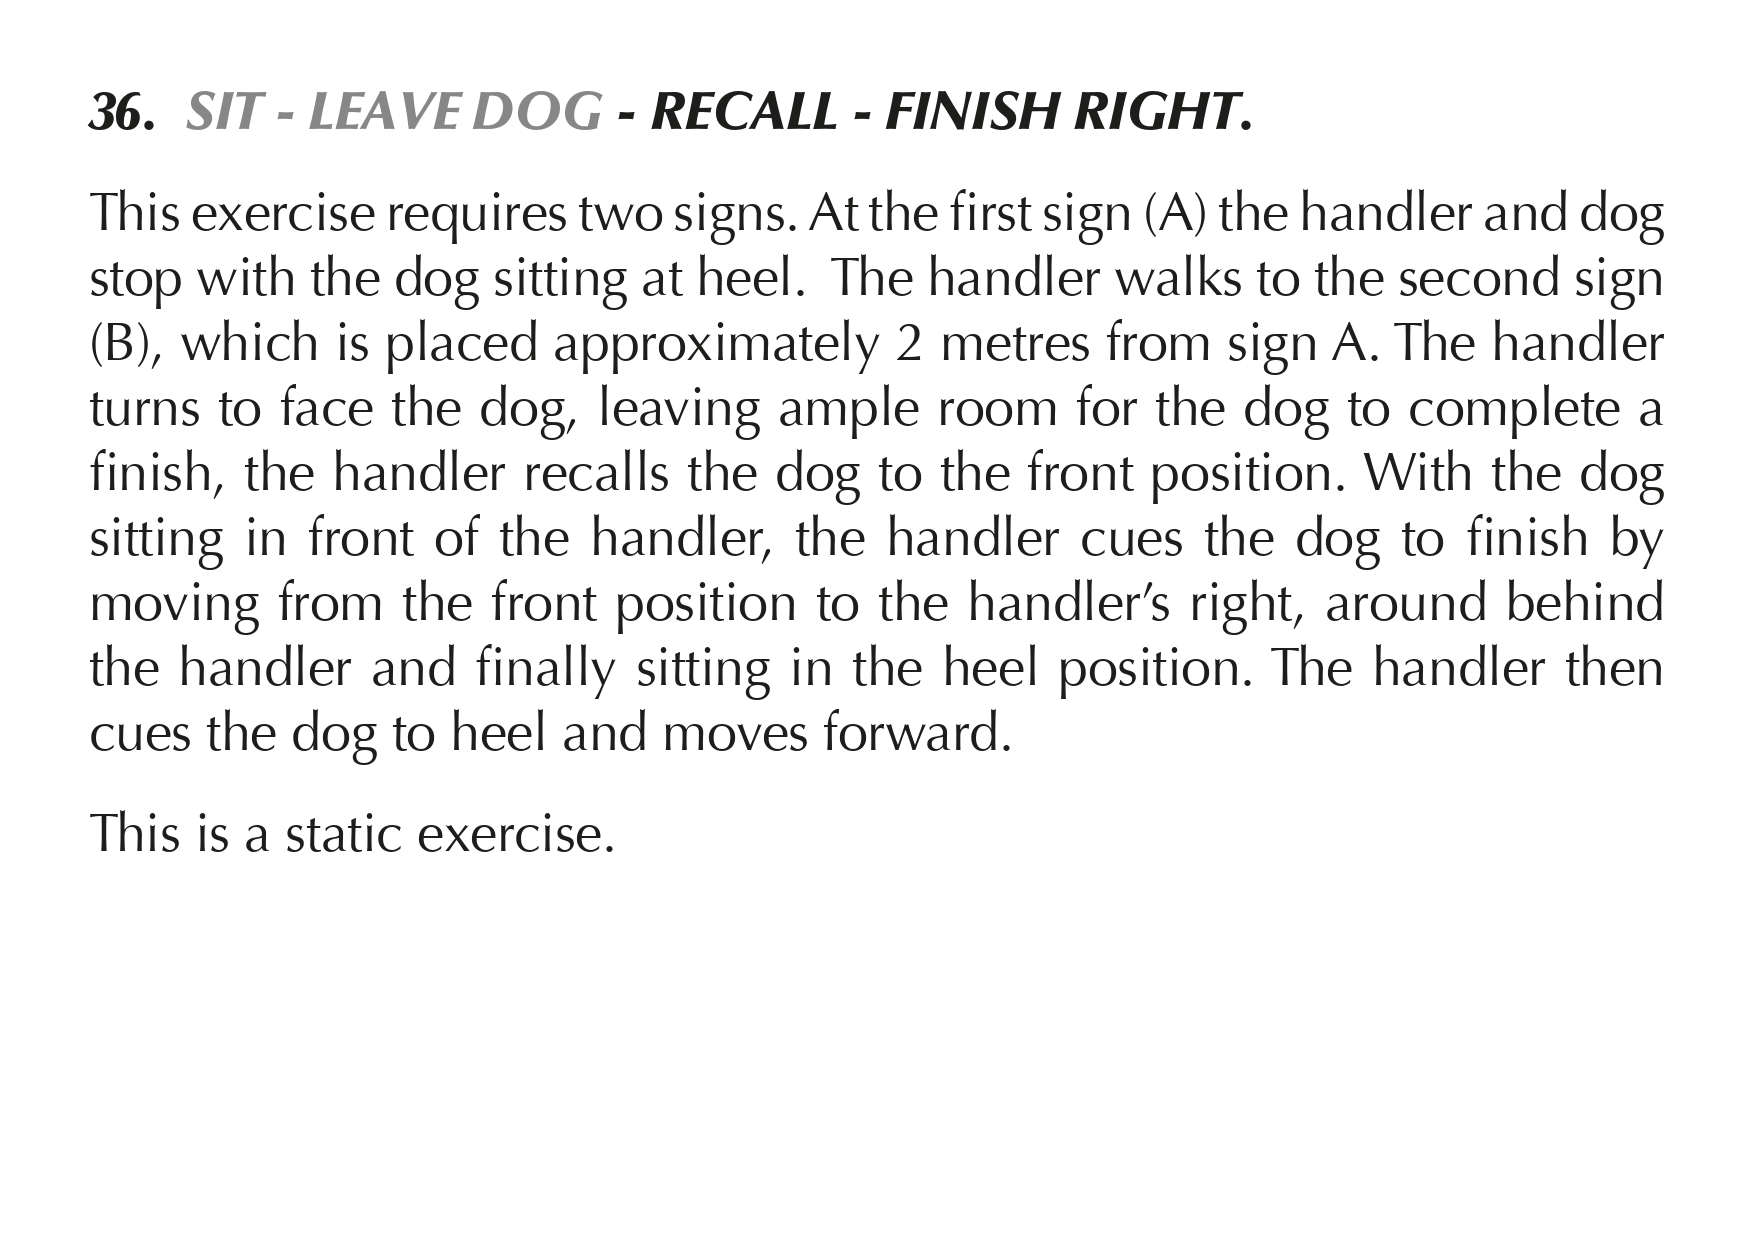 36. SIT - LEAVE DOG - RECALL - FINISH RIGHT.
This exercise requires two signs. At the first sign (A) the handler and dog
stop with the dog sitting at heel.  The handler walks to the second sign
(B), which is placed approximately 2 metres from sign A. The handler
turns to face the dog, leaving ample room for the dog to complete a
finish, the handler recalls the dog to the front position. With the dog
sitting in front of the handler, the handler cues the dog to finish by
moving from the front position to the handler’s right, around behind
the handler and finally sitting in the heel position. The handler then
cues the dog to heel and moves forward.
This is a static exercise.